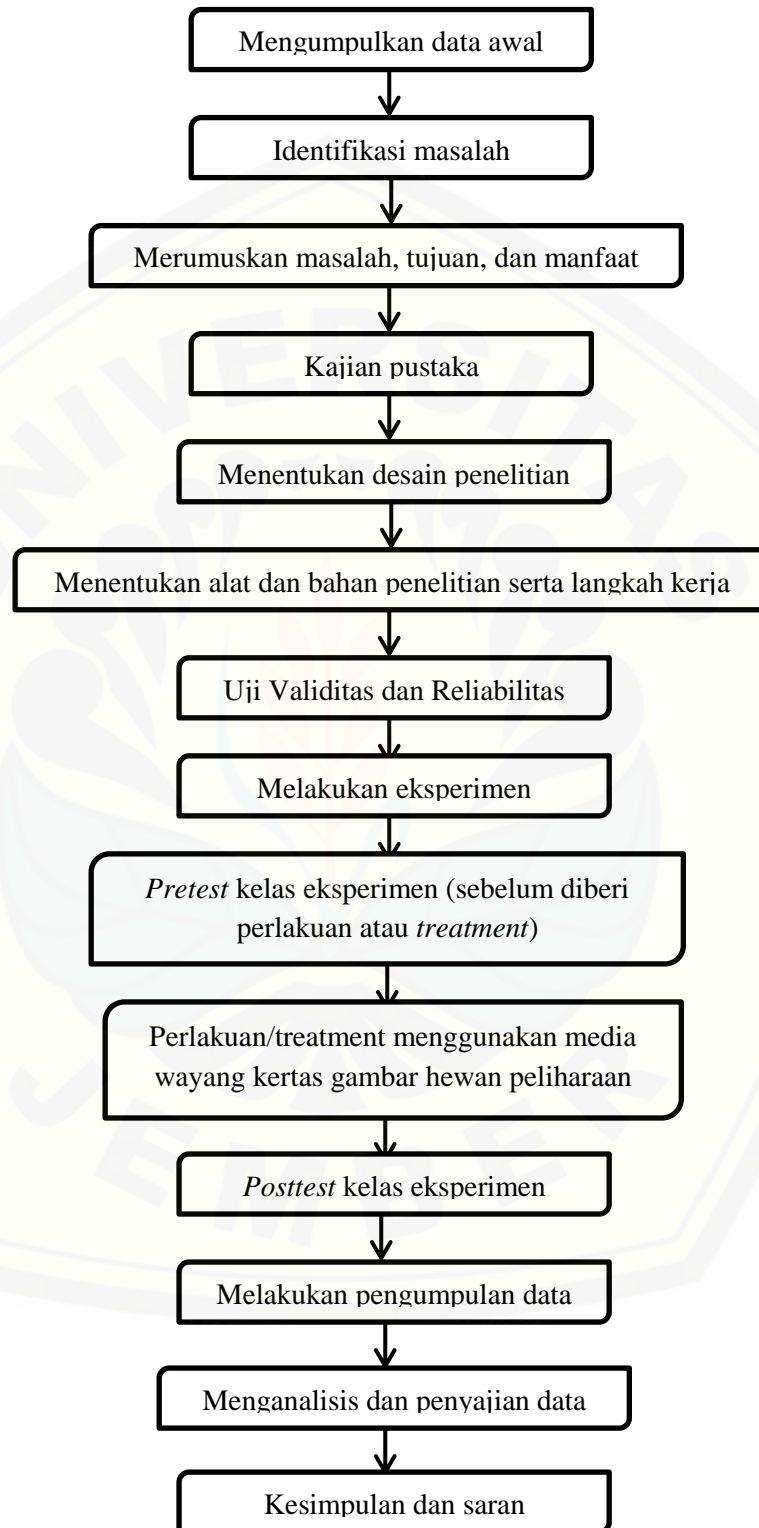 Mengumpulkan data awal
Identifikasi masalah
Merumuskan masalah, tujuan, dan manfaat
Kajian pustaka
Menentukan desain penelitian
Menentukan alat dan bahan penelitian serta langkah kerja
Uji Validitas dan Reliabilitas
Melakukan eksperimen
Pretest kelas eksperimen (sebelum diberi
perlakuan atau treatment)
Perlakuan/treatment menggunakan media
wayang kertas gambar hewan peliharaan
Posttest kelas eksperimen
Melakukan pengumpulan data
Menganalisis dan penyajian data
Kesimpulan dan saran
UNIVERSITAS
JEMBER